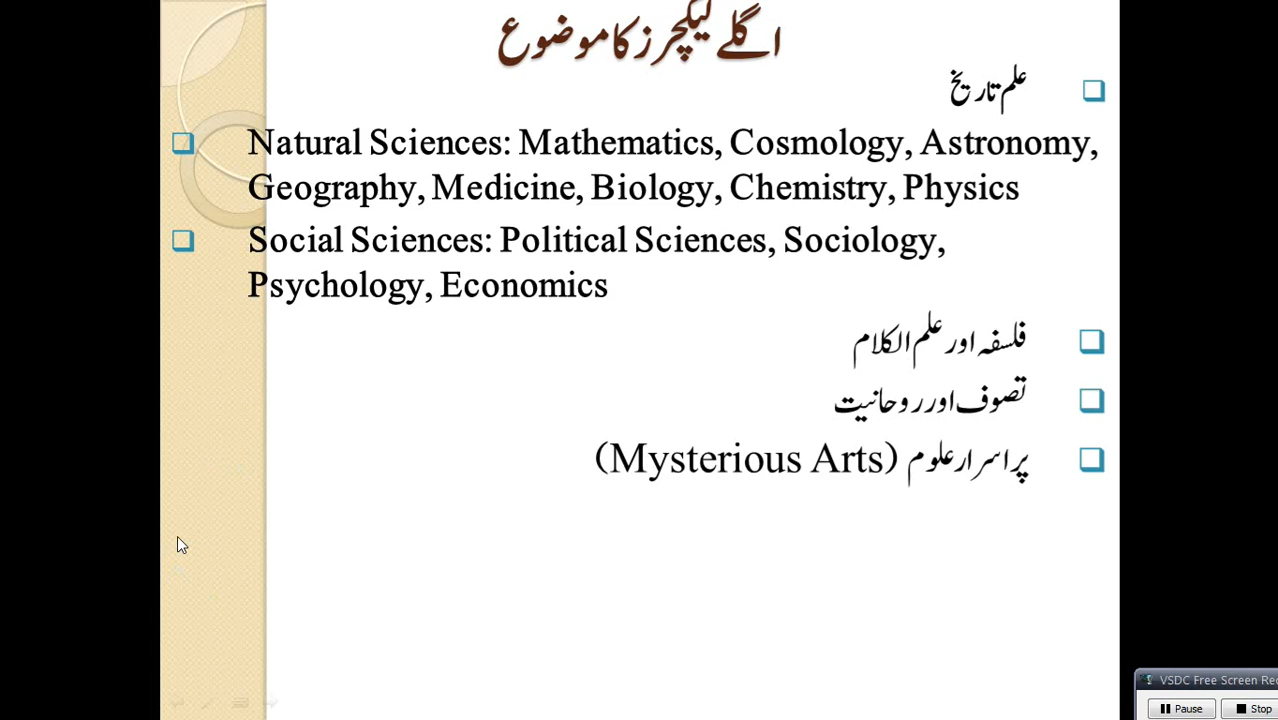 اگلے لیکچرز کا موضوع
علم تاریخ
Natural Sciences: Mathematics, Cosmology, Astronomy,
Geography, Medicine, Biology, Chemistry, Physics
Social Sciences: Political Sciences, Sociology,
Psychology, Economics
فلسفہ اور علم الکلام
تصوف اور روحانیت
پراسرار علوم (Mysterious Arts)
VSDC Free Screen Rec
Pause Stop